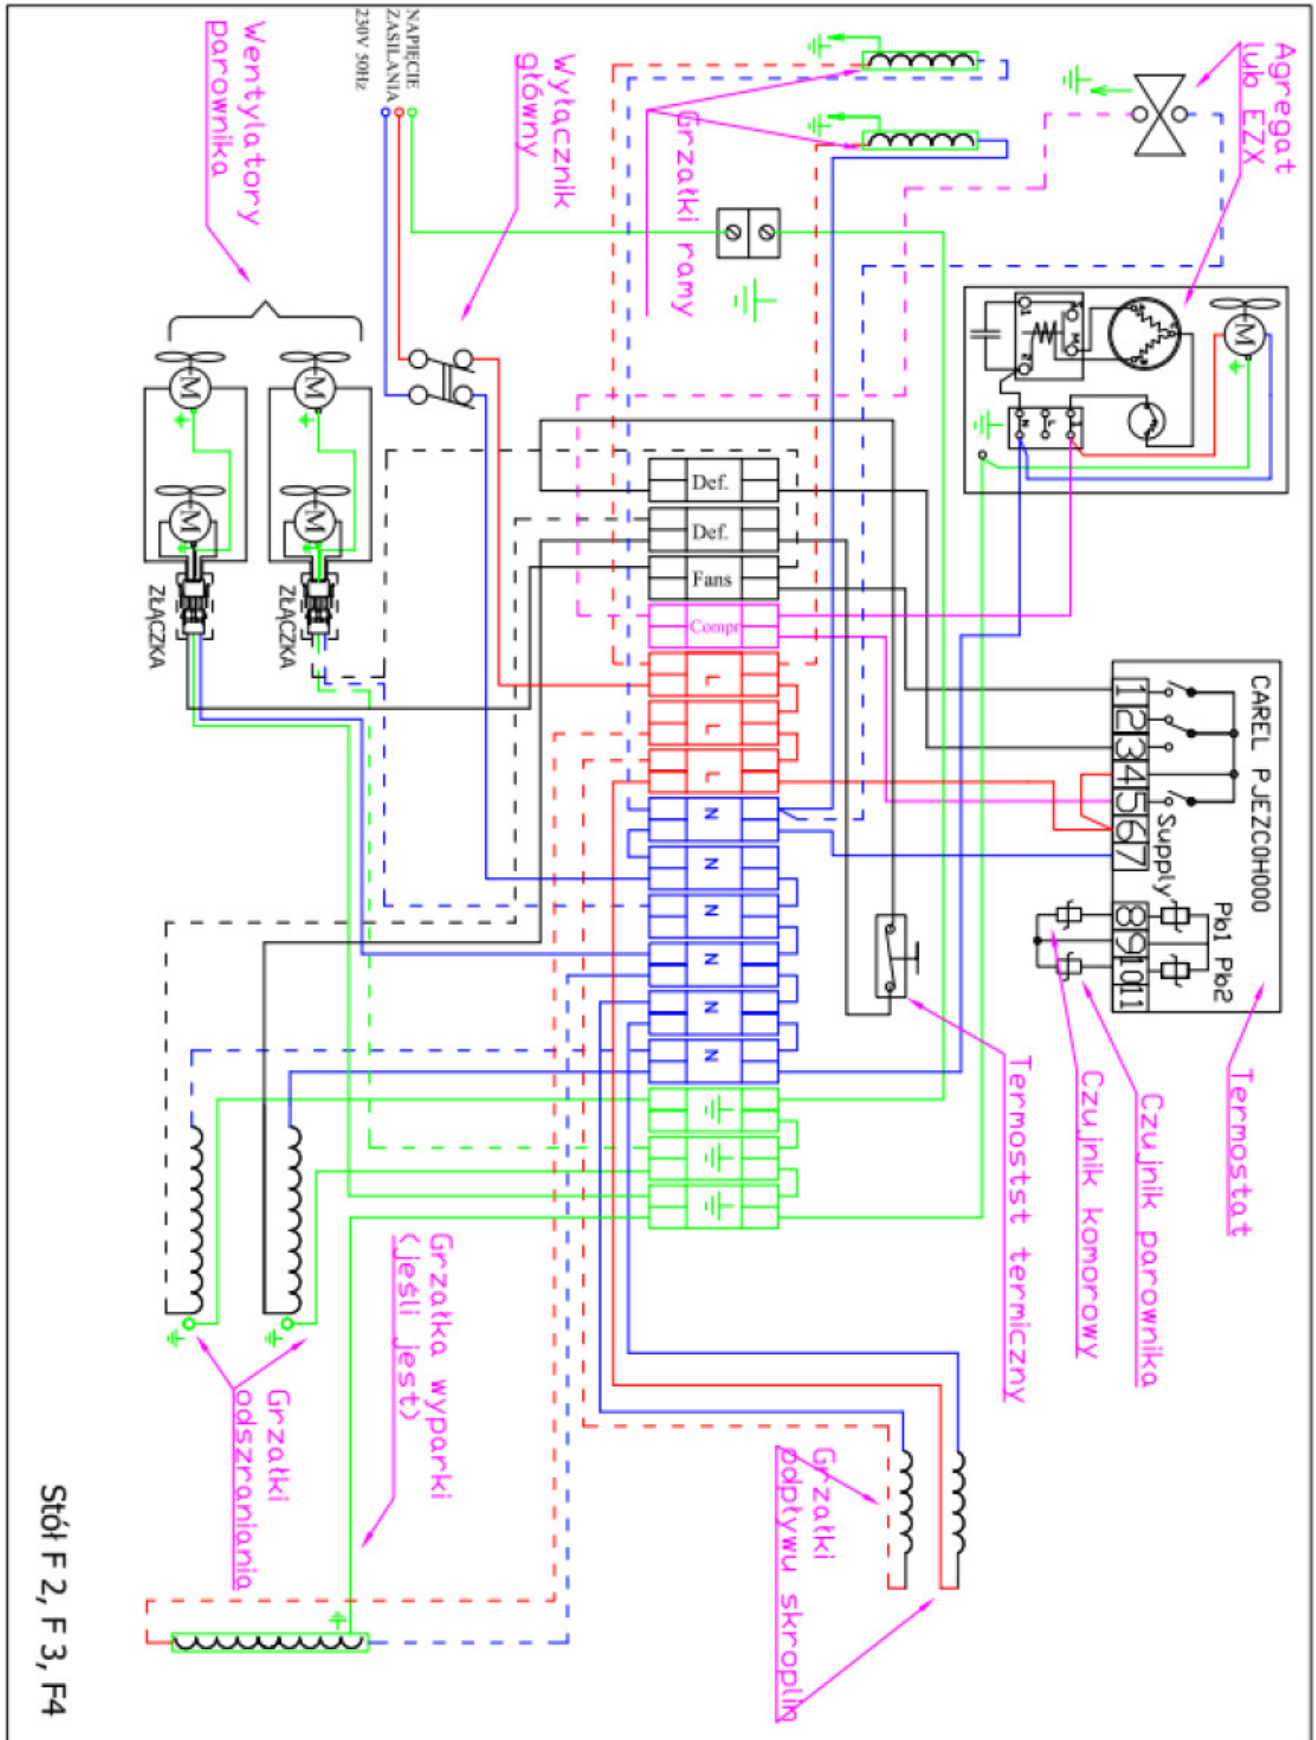 Agregat
lub EZX
Grzałki ramy
Wyłącznik
główny
NAPIĘCIE
ZASILANIA
230V 50Hz
Wentylatory
parownika
M
M
M
M
M
ZŁĄCZKA
ZŁĄCZKA
Def.
Def.
Fans
Compr
L
L
L
N
N
N
N
N
N
CAREL PJEZC0H000
1 2 3 4 5 6 7 8 9 10 11
Supply
Pb1 Pb2
Termostat
Czujnik parownika
Czujnik komorowy
Termostst termiczny
Grzałka wyparki
(jeśli jest)
Grzałki
odszraniania
Grzałki
odpływu skroplin
Stół F 2, F 3, F4